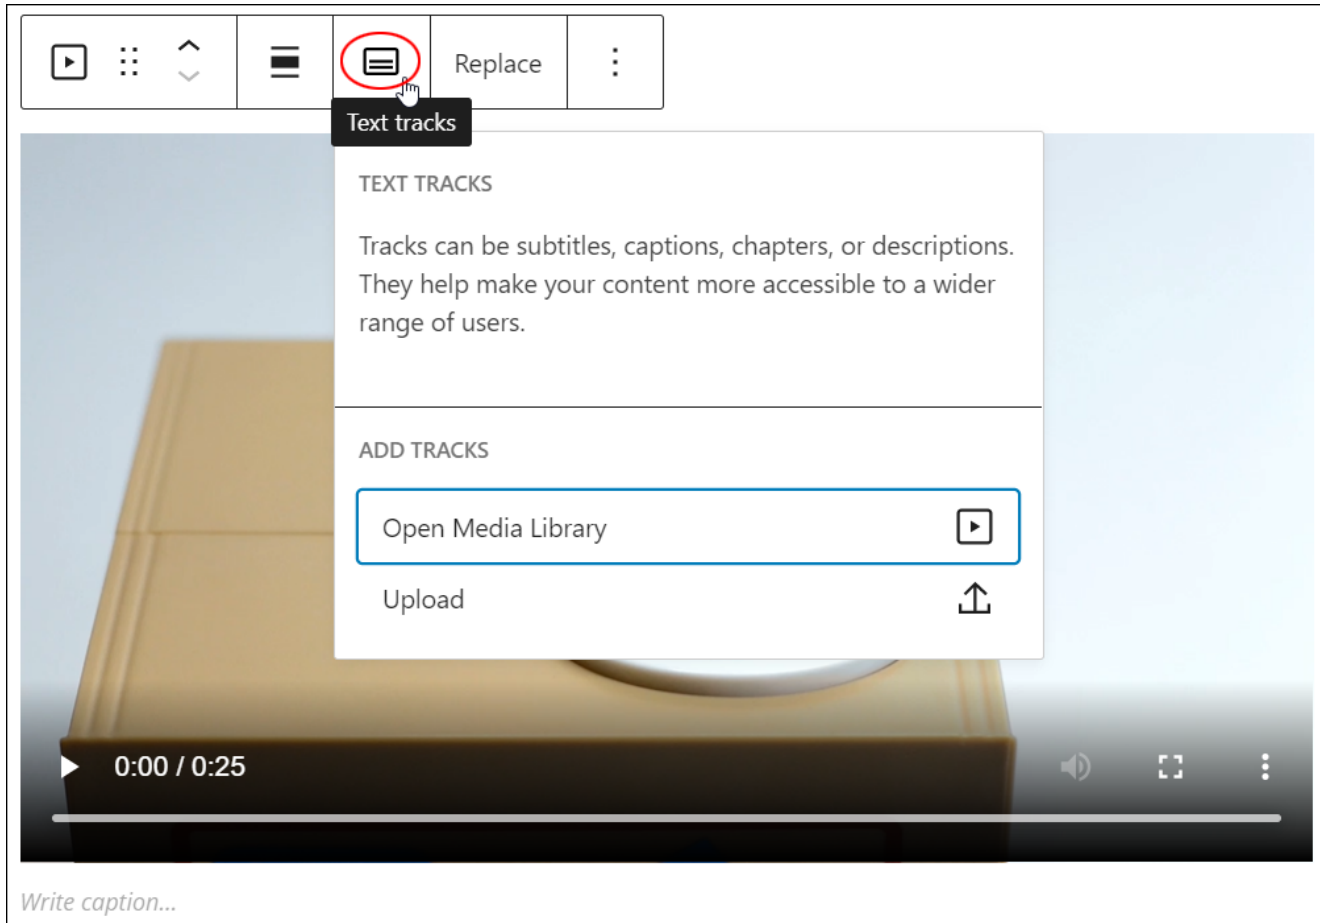 Replace
Text tracks
TEXT TRACKS
Tracks can be subtitles, captions, chapters, or descriptions.
They help make your content more accessible to a wider
range of users.
ADD TRACKS
Open Media Library
Upload
0:00 / 0:25
Write caption...